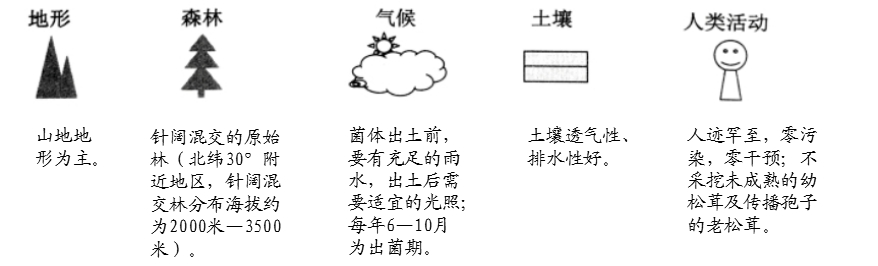 地形
森林
气候
土壤
人类活动
山地地
形为主。
针阔混交的原始
林（北纬30°附
近地区，针阔混
交林分布海拔约
为2000米—3500
米）。
菌体出土前，
要有充足的雨
水，出土后需
要适宜的光照；
每年6—10月
为出菌期。
土壤透气性、
排水性好。
人迹罕至，零污
染，零干预；不
采挖未成熟的幼
松茸及传播孢子
的老松茸。